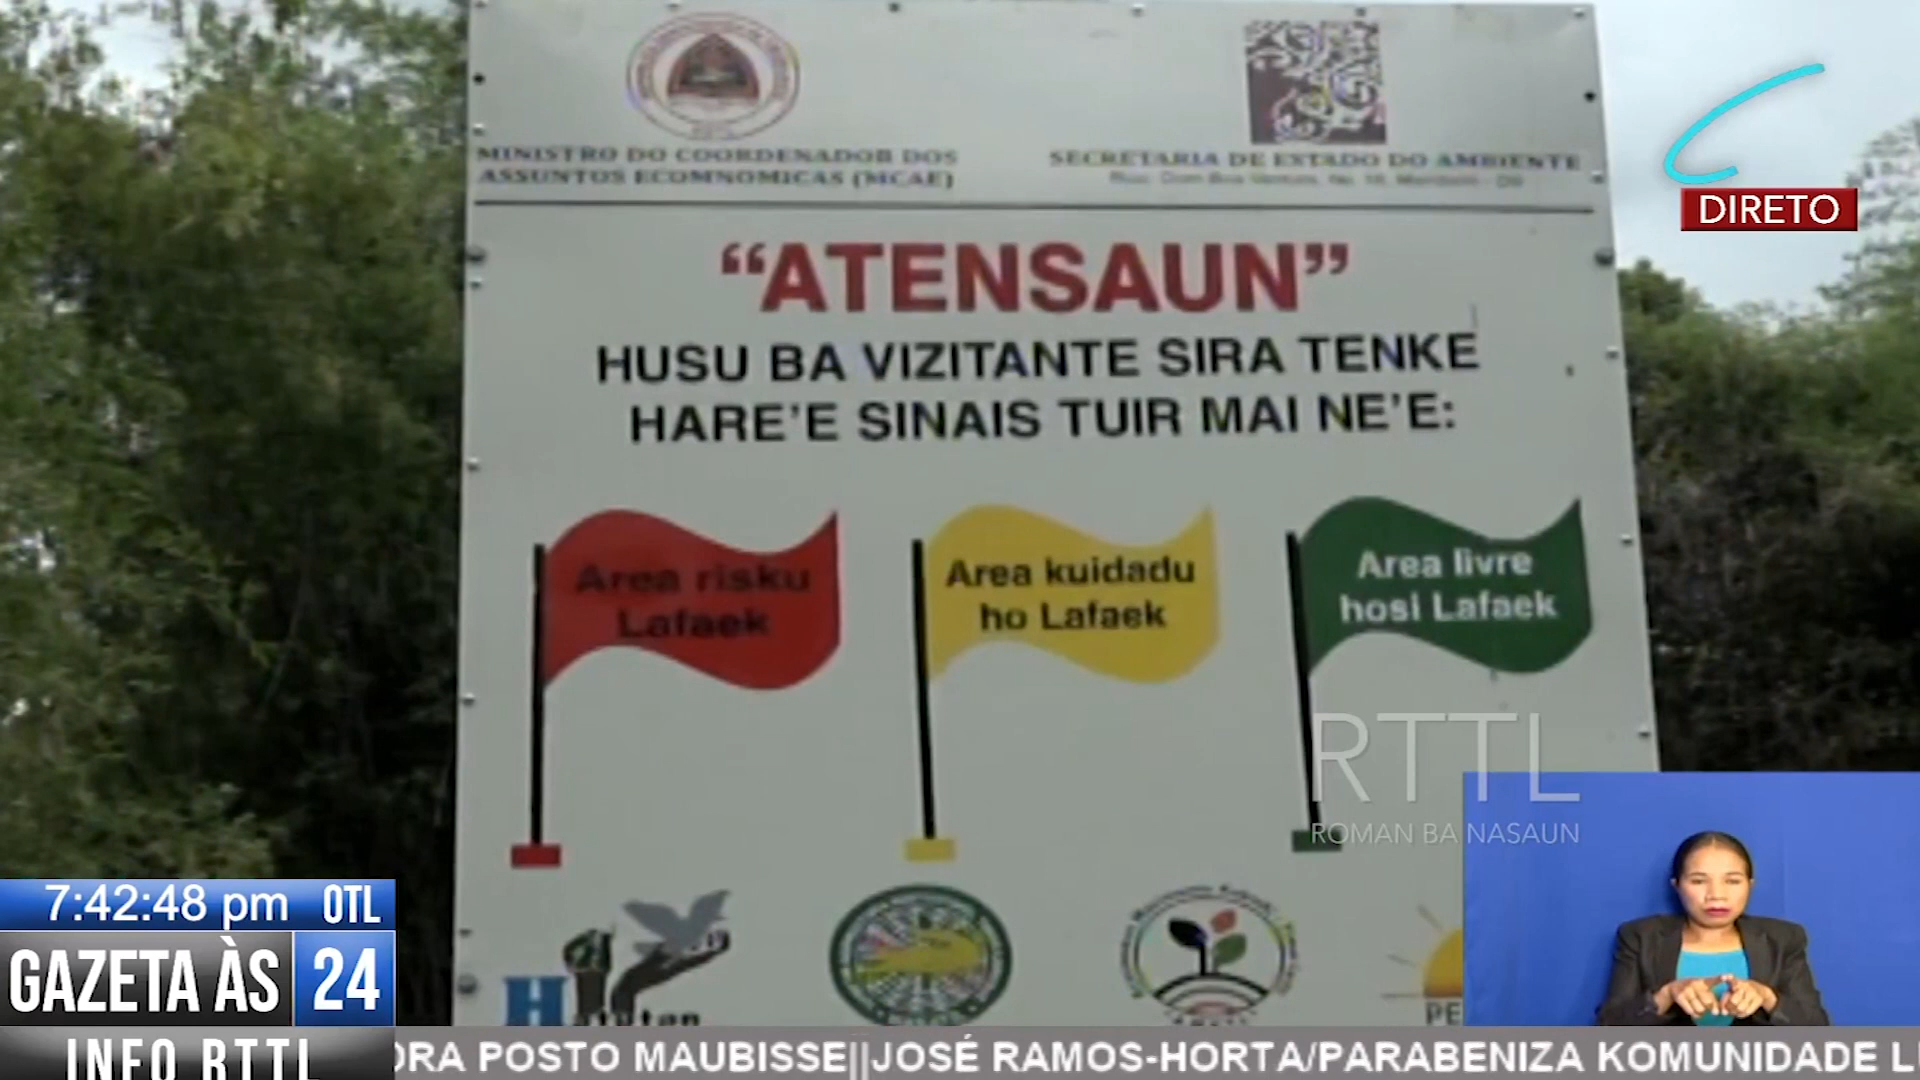 MINISTRO DO COORDENADOR DOS
ASSUNTOS ECOMNOMICAS (MCAE)
SECRETARIA DE ESTADO DO AMBIENTE
DIRETO
“ATENSAUN”
HUSU BA VIZITANTE SIRA TENKE
HARE’E SINAIS TUIR MAI NE’E:
Area risku
Lafaek
Area kuidadu
ho Lafaek
Area livre
hosi Lafaek
RTTL
ROMAN BA NASAUN
7:42:48 pm OTL
GAZETA ÀS 24
INFO RTTL
ORA POSTO MAUBISSE||JOSÉ RAMOS-HORTA/PARABENIZA KOMUNIDADE